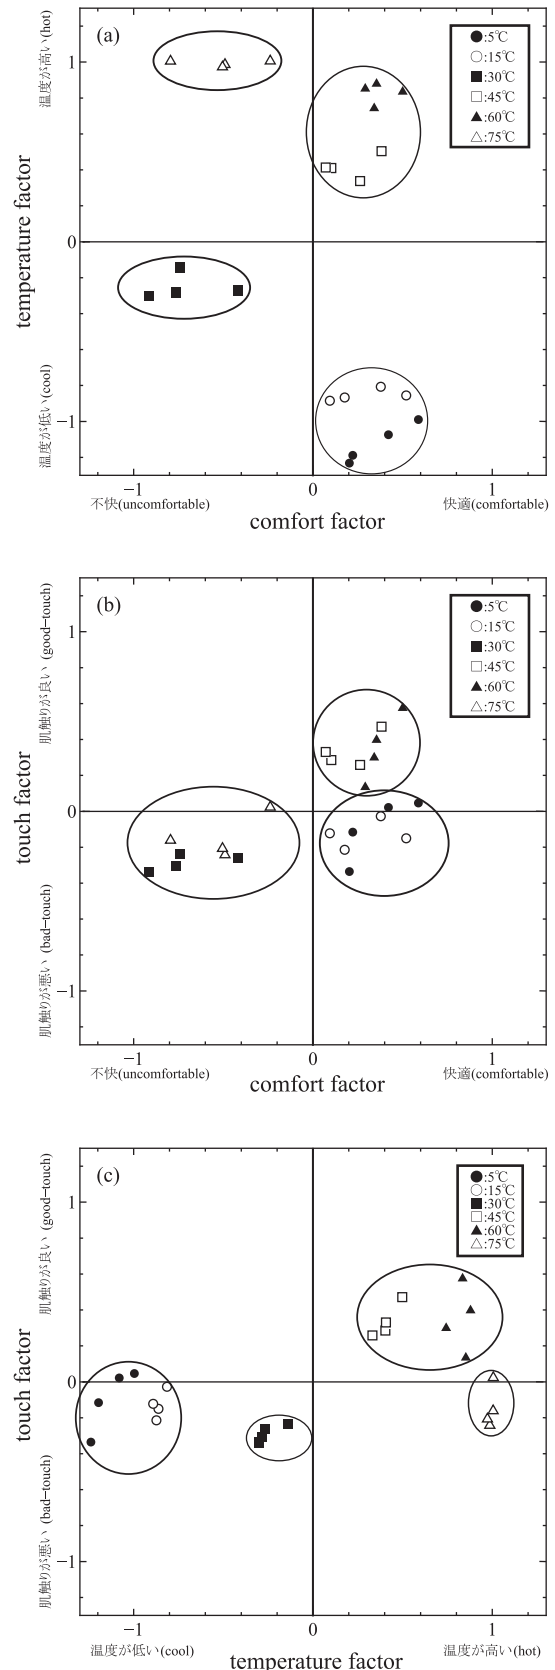 (a)
●:5℃
○:15℃
■:30℃
□:45℃
▲:60℃
△:75℃
温度が高い(hot)
temperature factor
温度が低い(cool)
1
0
−1
−1
0
1
不快(uncomfortable)
快適(comfortable)
comfort factor
(b)
●:5℃
○:15℃
■:30℃
□:45℃
▲:60℃
△:75℃
肌触りが良い (good−touch)
touch factor
肌触りが悪い (bad−touch)
1
0
−1
−1
0
1
不快(uncomfortable)
快適(comfortable)
comfort factor
(c)
●:5℃
○:15℃
■:30℃
□:45℃
▲:60℃
△:75℃
肌触りが良い (good−touch)
touch factor
肌触りが悪い (bad−touch)
1
0
−1
−1
0
1
温度が低い(cool)
温度が高い(hot)
temperature factor